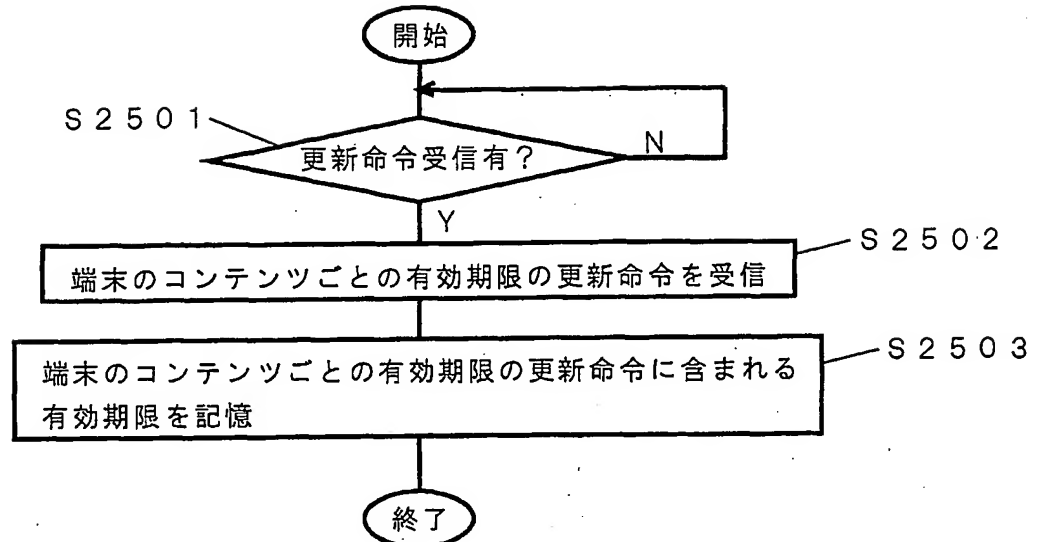 開始
S2501
更新命令受信有？
N
Y
S2502
端末のコンテンツごとの有効期限の更新命令を受信
S2503
端末のコンテンツごとの有効期限の更新命令に含まれる
有効期限を記憶
終了